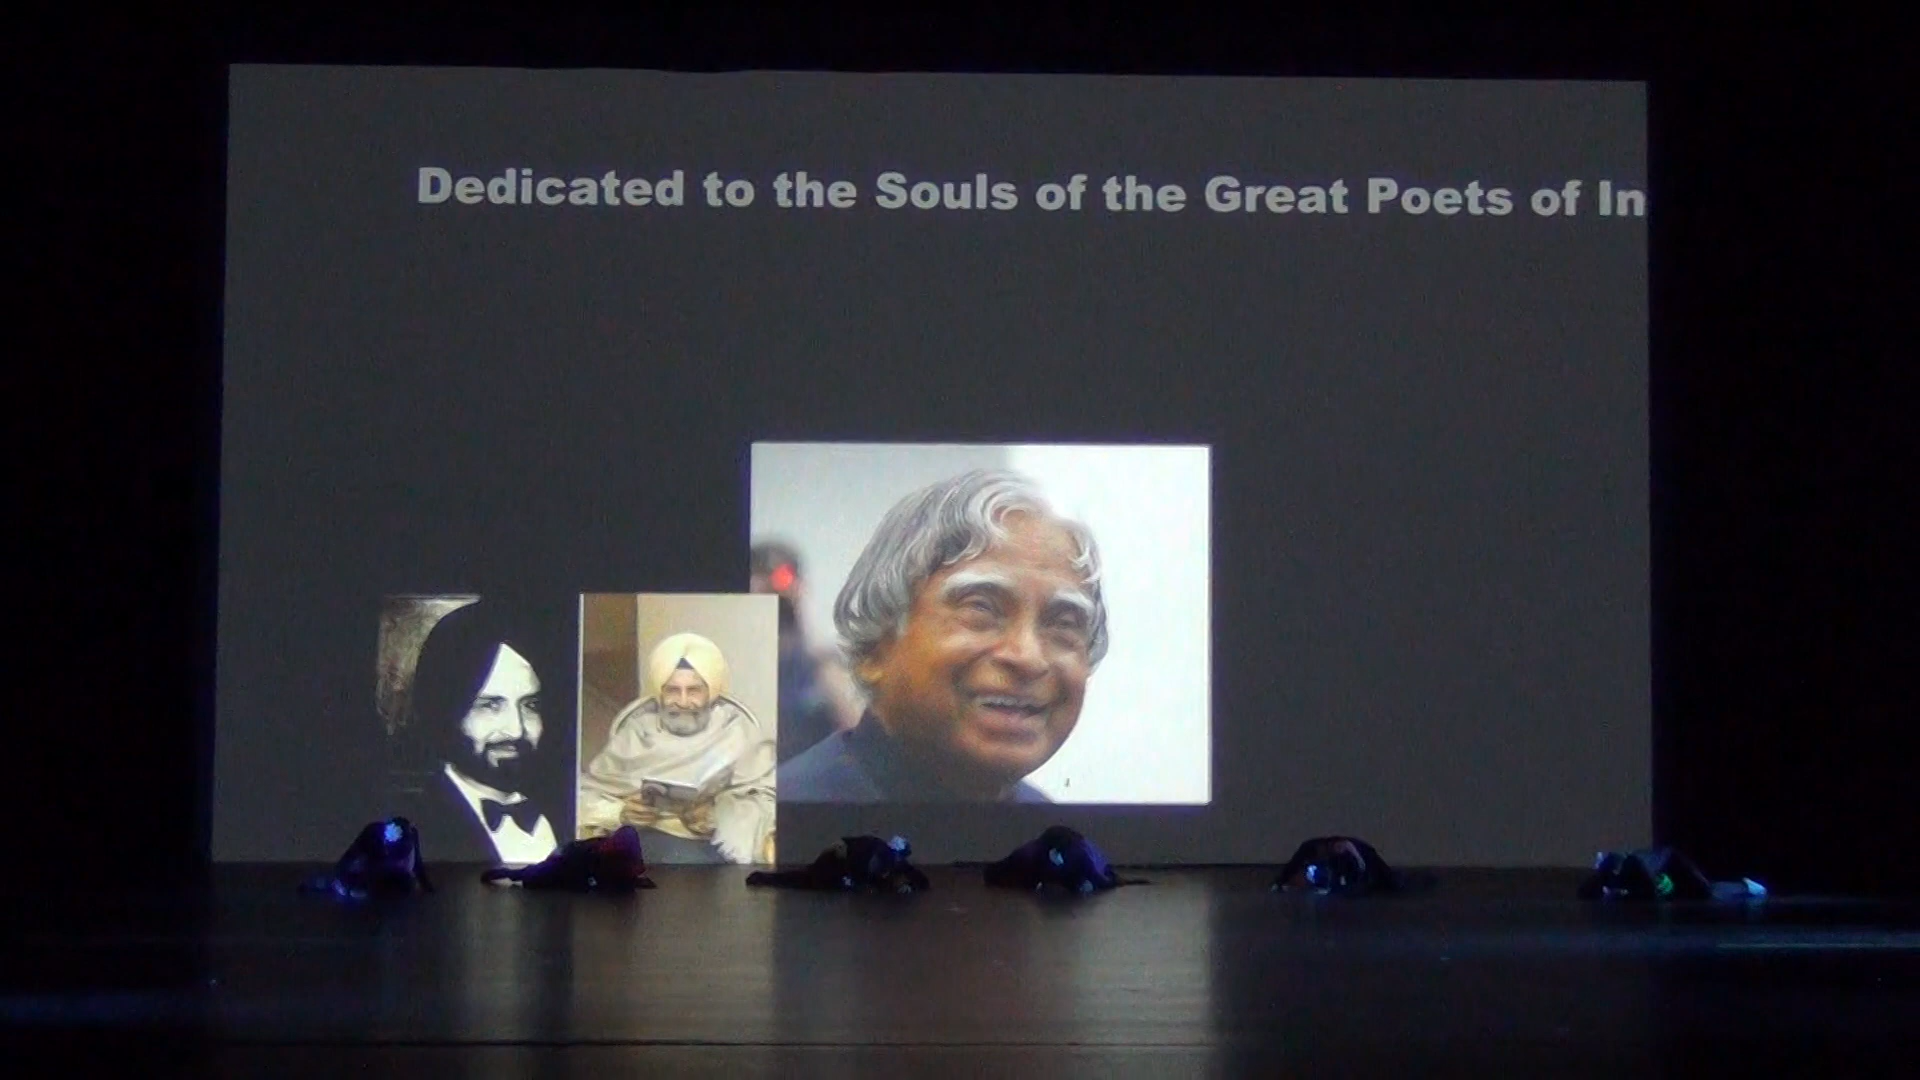 Dedicated to the Souls of the Great Poets of In